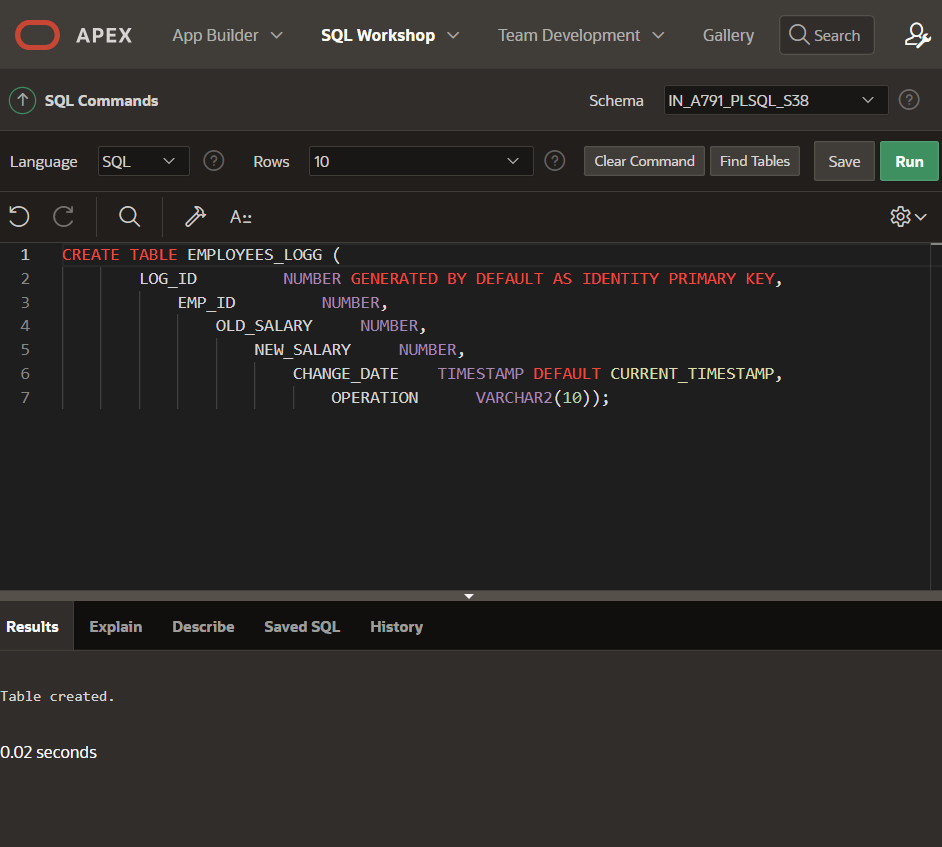 APEX App Builder SQL Workshop Team Development Gallery Search
SQL Commands Schema IN_A791_PLSQL_S38 ?
Language SQL ? Rows 10 ? Clear Command Find Tables Save Run
A::
1 CREATE TABLE EMPLOYEES_LOGG (
2 LOG_ID NUMBER GENERATED BY DEFAULT AS IDENTITY PRIMARY KEY,
3 EMP_ID NUMBER,
4 OLD_SALARY NUMBER,
5 NEW_SALARY NUMBER,
6 CHANGE_DATE TIMESTAMP DEFAULT CURRENT_TIMESTAMP,
7 OPERATION VARCHAR2(10));
Results Explain Describe Saved SQL History
Table created.
0.02 seconds